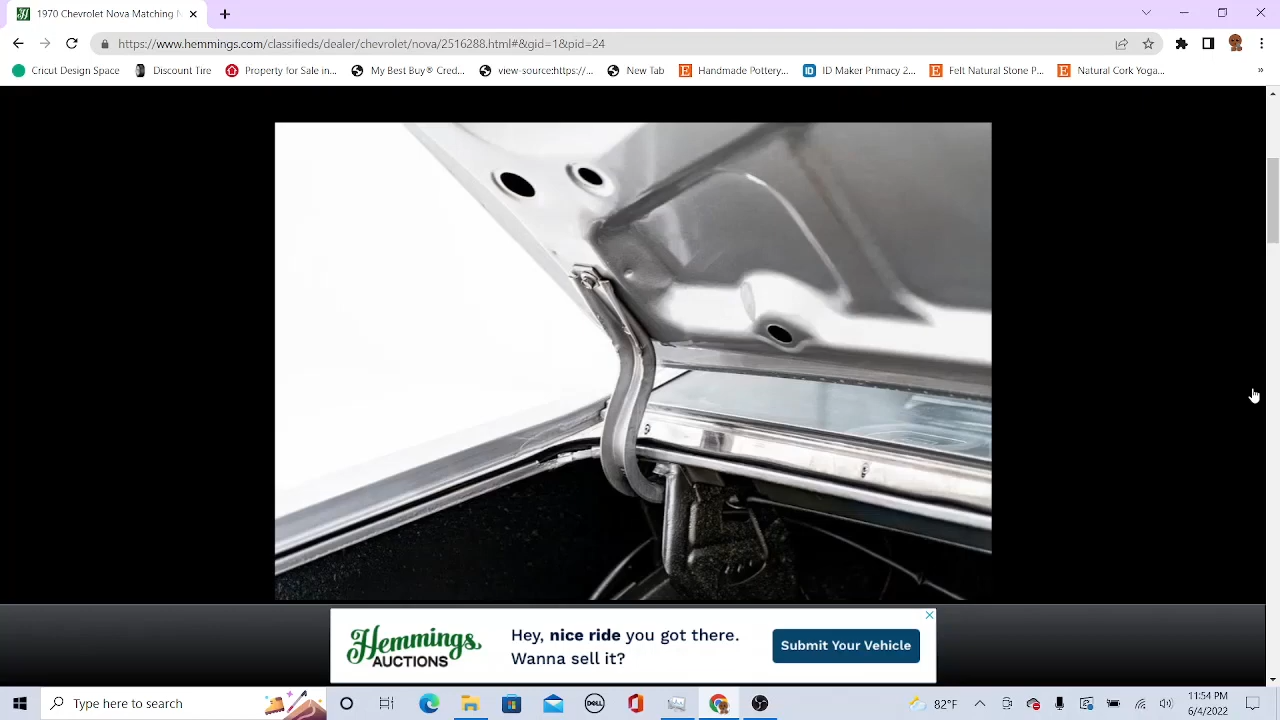 1970 Chevrolet Nova Matching
https://www.hemmings.com/classifieds/dealer/chevrolet/nova/2516289.html#&gid=1&pid=24
Cricut Design Space
Discount Tire
Property for Sale in...
My Best Buy® Cred...
view-source:https:/...
New Tab
Handmade Pottery...
ID Maker Primacy 2...
Felt Natural Stone P...
Natural Cork Yoga...
»
Hemmings
AUCTIONS
Hey, nice ride you got there.
Wanna sell it?
Submit Your Vehicle
Type here to search
DELL
82°F
11:54 PM
6/4/2022